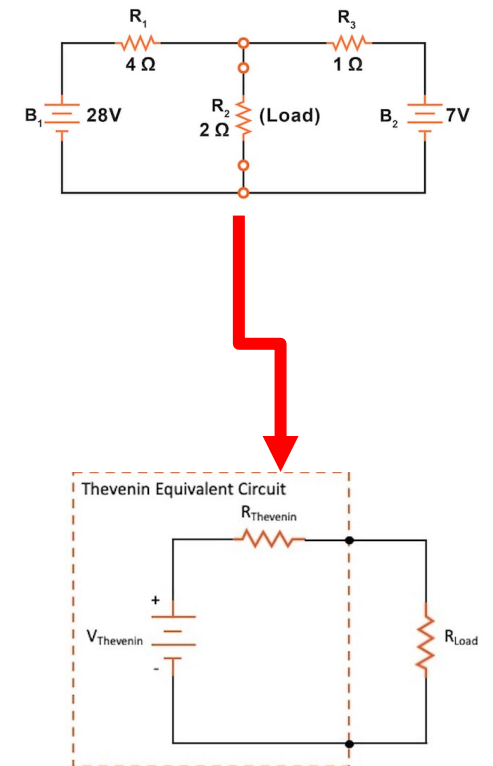 R1 R3
4 Ω 1 Ω
B1 28V R2 2 Ω (Load) B2 7V
Thevenin Equivalent Circuit
RThevenin
+
VThevenin RLoad
-